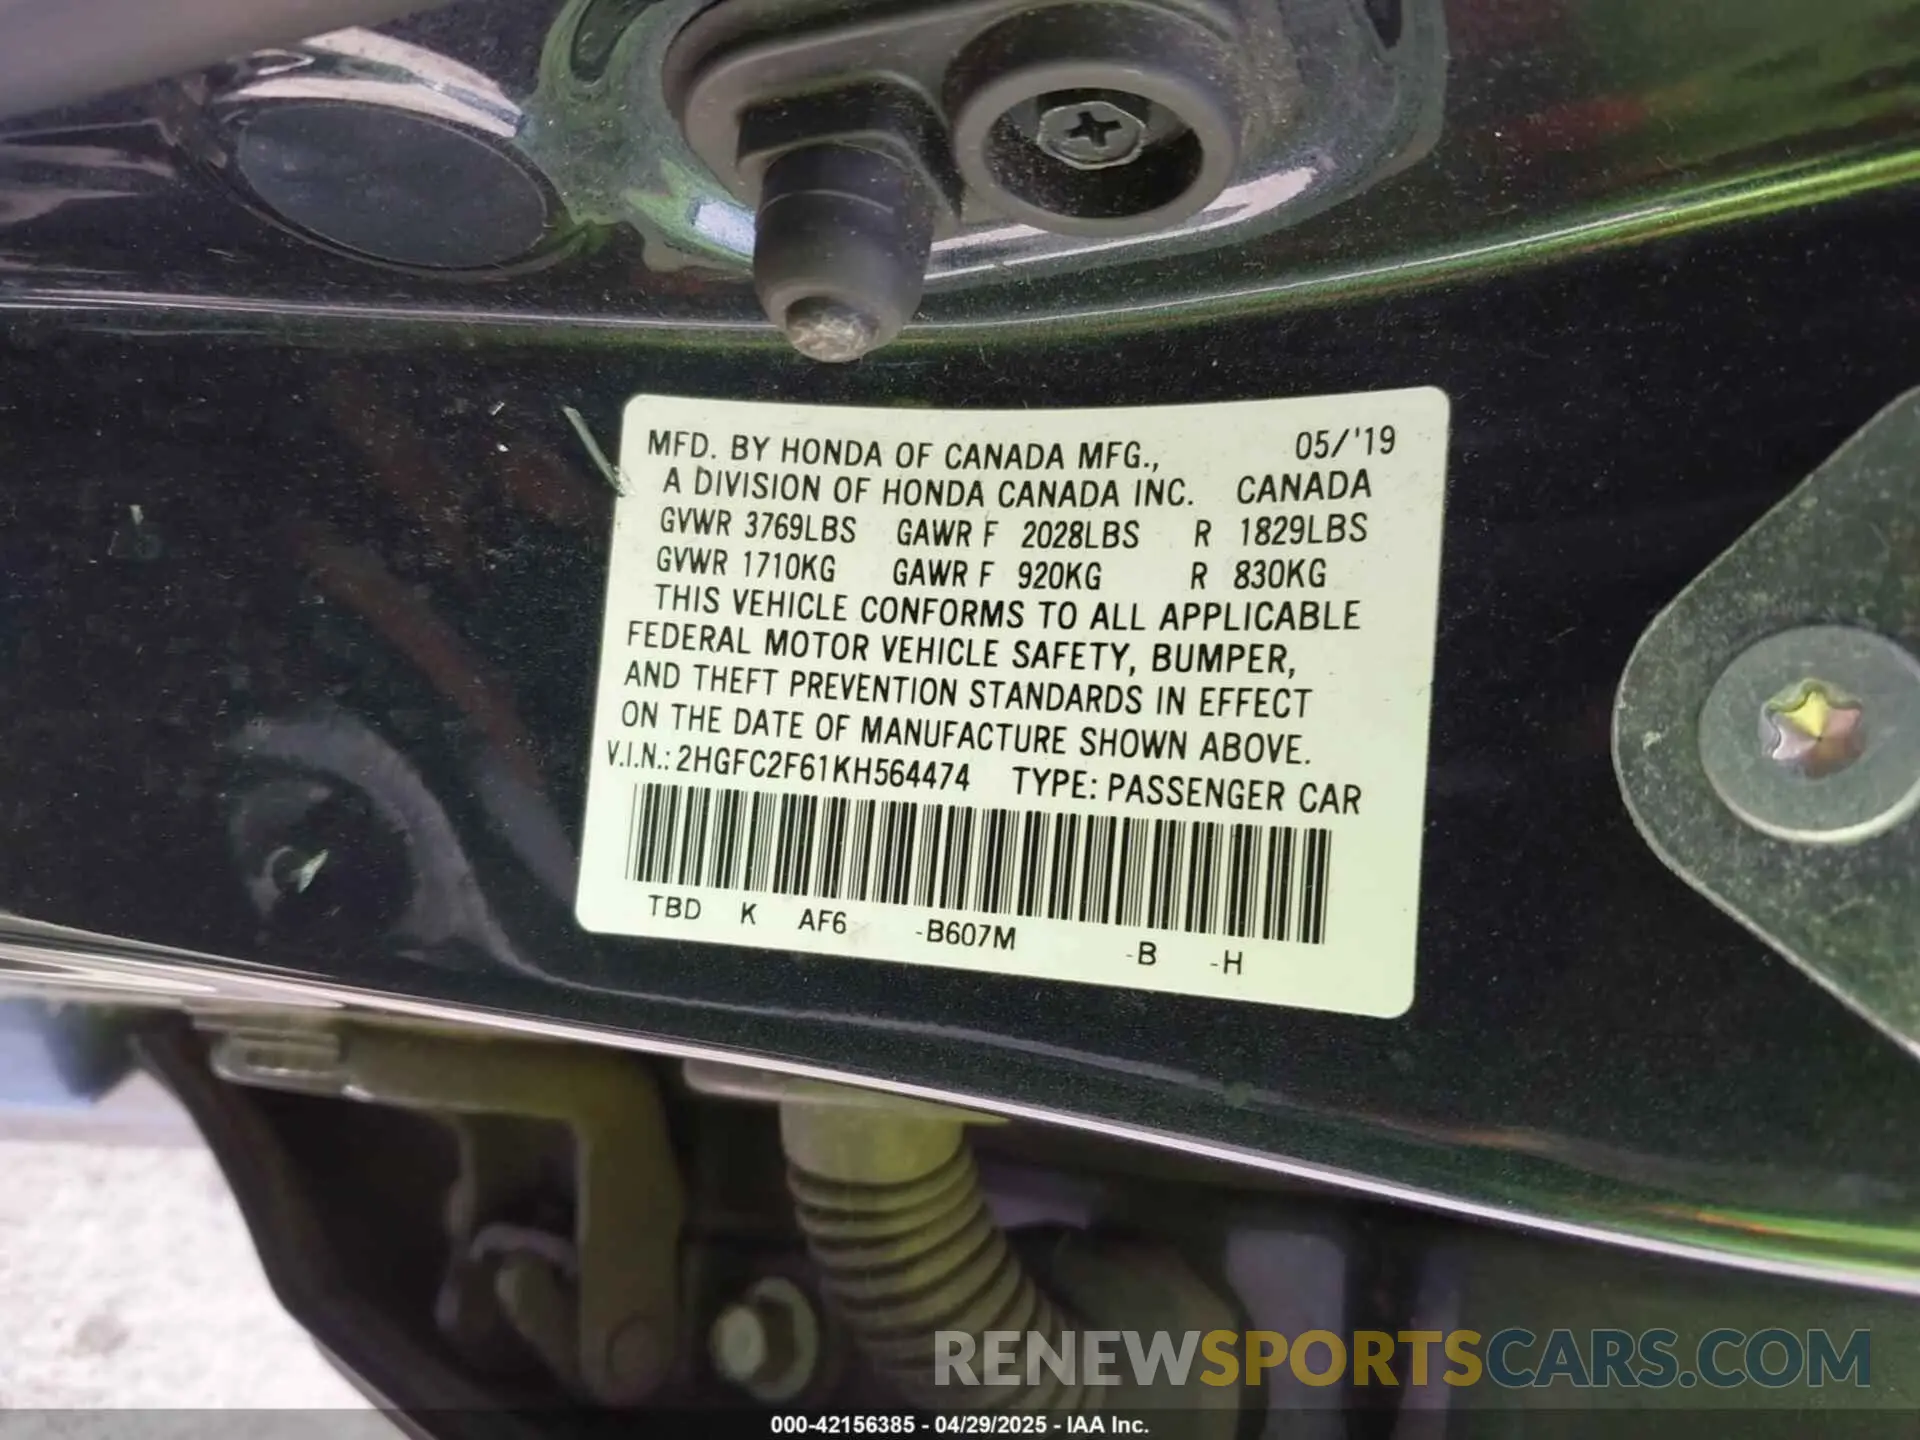 MFD. BY HONDA OF CANADA MFG., 05/'19
A DIVISION OF HONDA CANADA INC. CANADA
GVWR 3769LBS GAWR F 2028LBS R 1829LBS
GVWR 1710KG GAWR F 920KG R 830KG
THIS VEHICLE CONFORMS TO ALL APPLICABLE
FEDERAL MOTOR VEHICLE SAFETY, BUMPER,
AND THEFT PREVENTION STANDARDS IN EFFECT
ON THE DATE OF MANUFACTURE SHOWN ABOVE.
V.I.N.: 2HGFC2F61KH564474 TYPE: PASSENGER CAR
TBD K AF6 -B607M -B -H
RENEWSPORTSCARS.COM
000-42156385 - 04/29/2025 - IAA Inc.